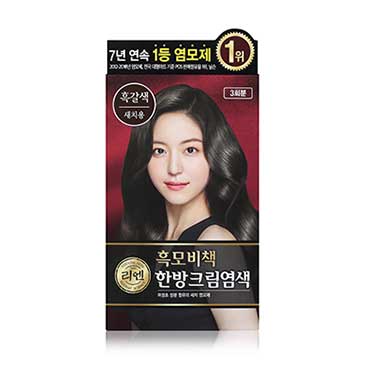 7년 연속 1등 염모제
1위
흑갈색
새치용
3회분
흑모비책
리엔
한방크림염색